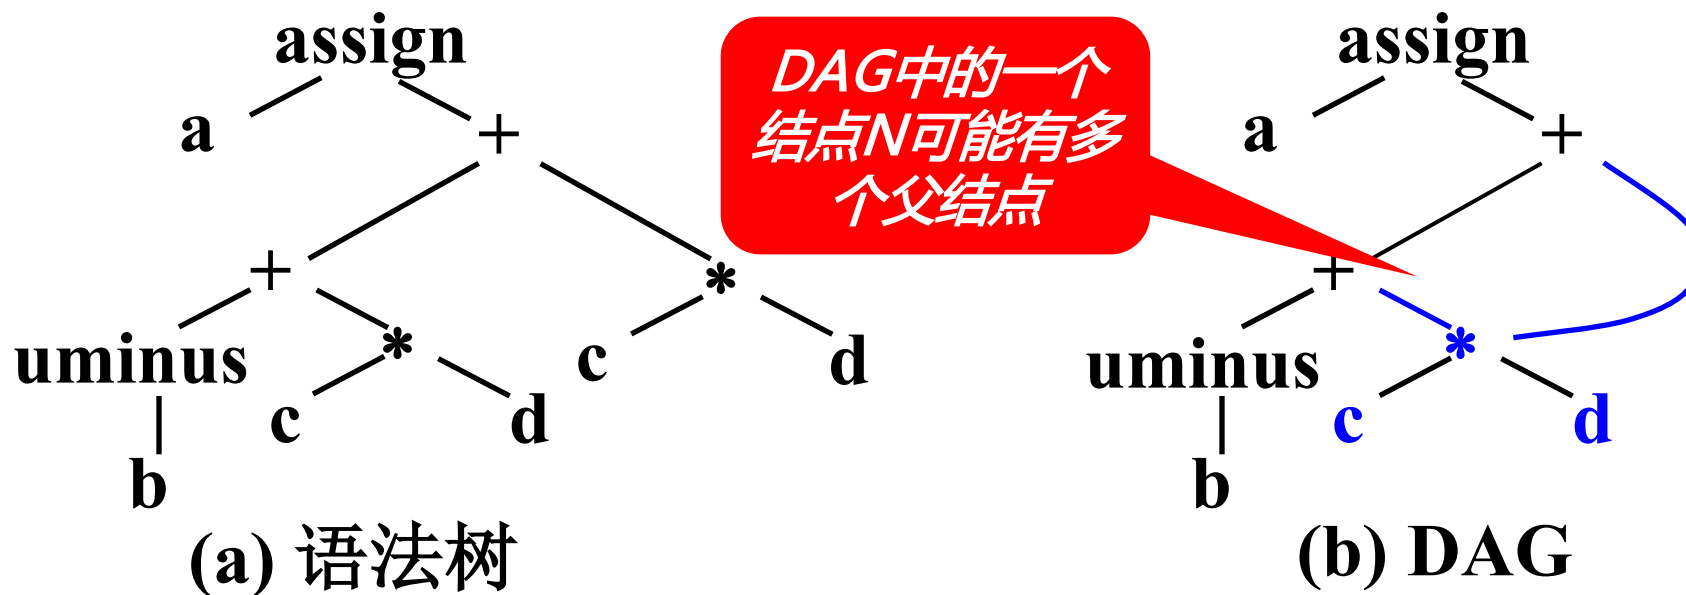 assign
a
+
+
*
uminus
*
c
d
c
d
b
(a) 语法树
DAG中的一个
结点N可能有多
个父结点
assign
a
+
+
uminus
*
c
d
b
(b) DAG